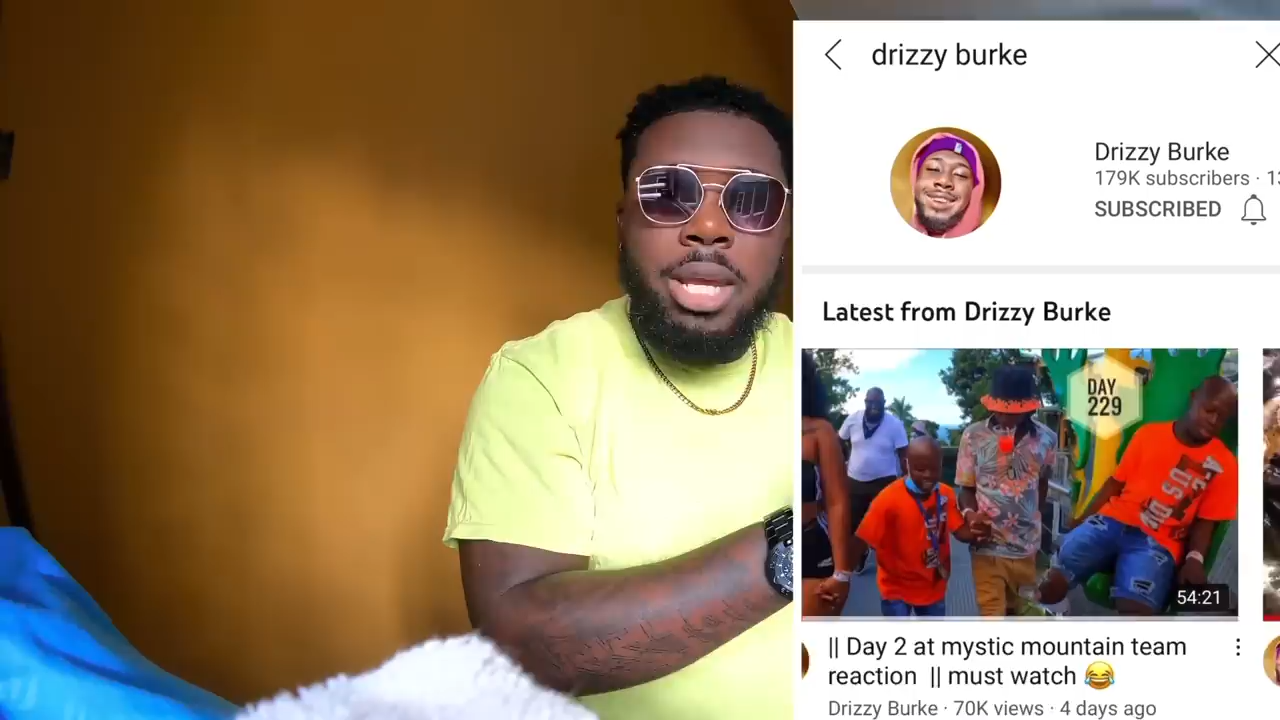 drizzy burke
Drizzy Burke
179K subscribers · 13
SUBSCRIBED
Latest from Drizzy Burke
DAY
229
54:21
|| Day 2 at mystic mountain team
reaction || must watch 😂
Drizzy Burke · 70K views · 4 days ago